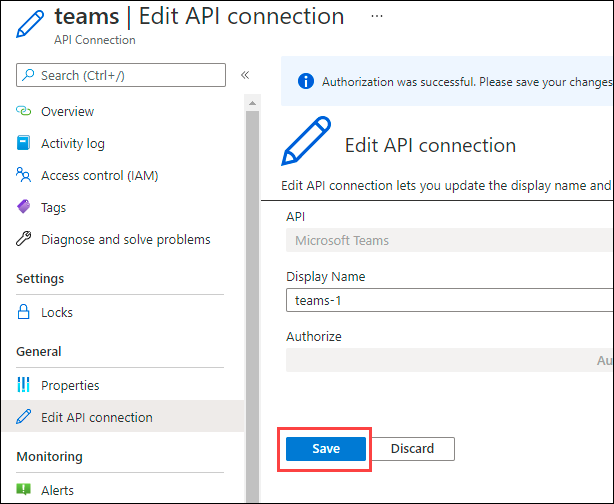 teams | Edit API connection ...
API Connection
Search (Ctrl+/)
«
Overview
Activity log
Access control (IAM)
Tags
Diagnose and solve problems
Settings
Locks
General
Properties
Edit API connection
Monitoring
Alerts
Authorization was successful. Please save your changes
Edit API connection
Edit API connection lets you update the display name and
API
Microsoft Teams
Display Name
teams-1
Authorize
Au
Save
Discard